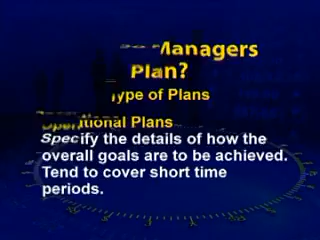 Managers
Plan?
Type of Plans
Operational Plans
Specify the details of how the
overall goals are to be achieved.
Tend to cover short time
periods.